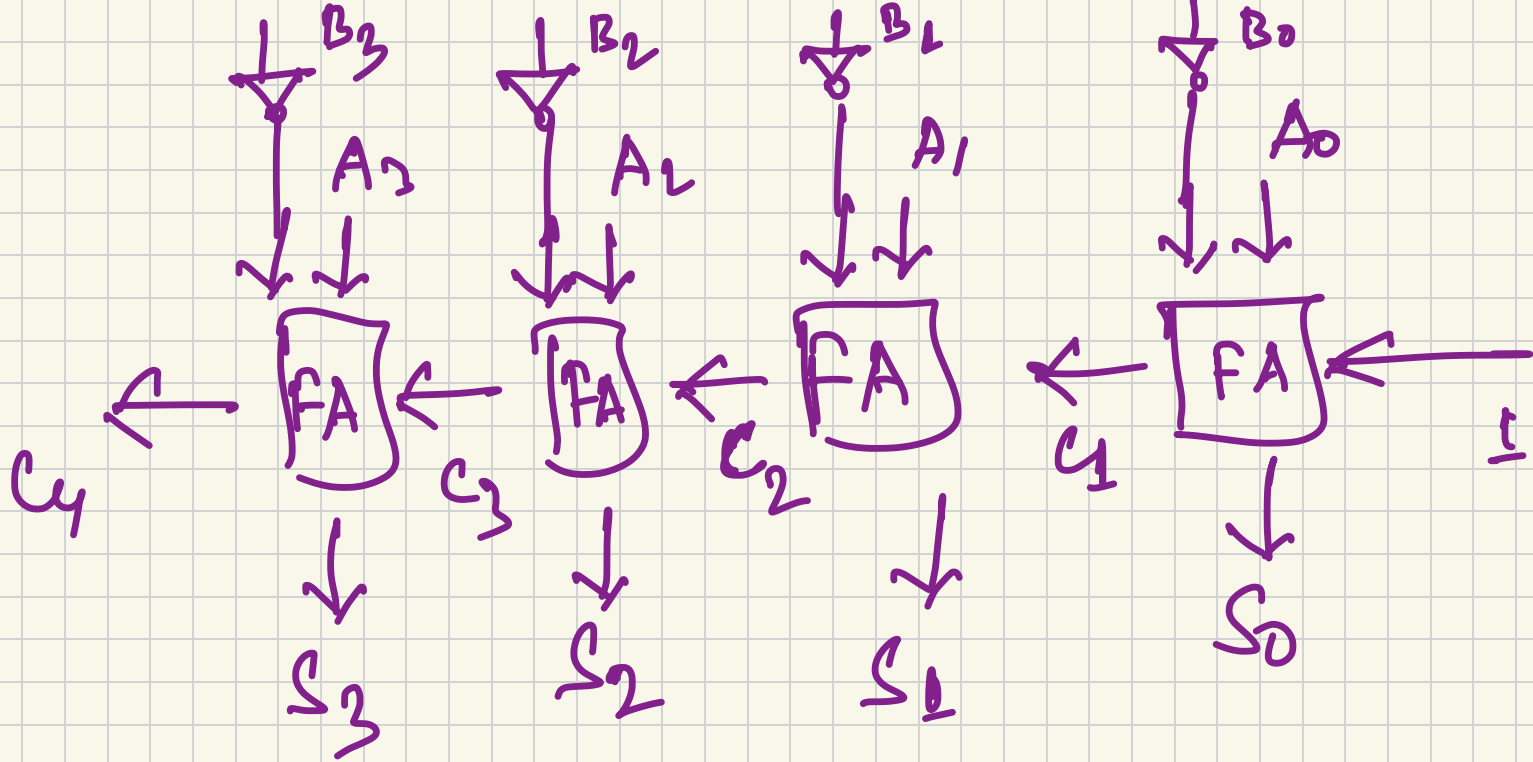 B3 B2 B1 B0
A3 A2 A1 A0
FA FA FA FA
C4 C3 C2 C1 1
S3 S2 S1 S0